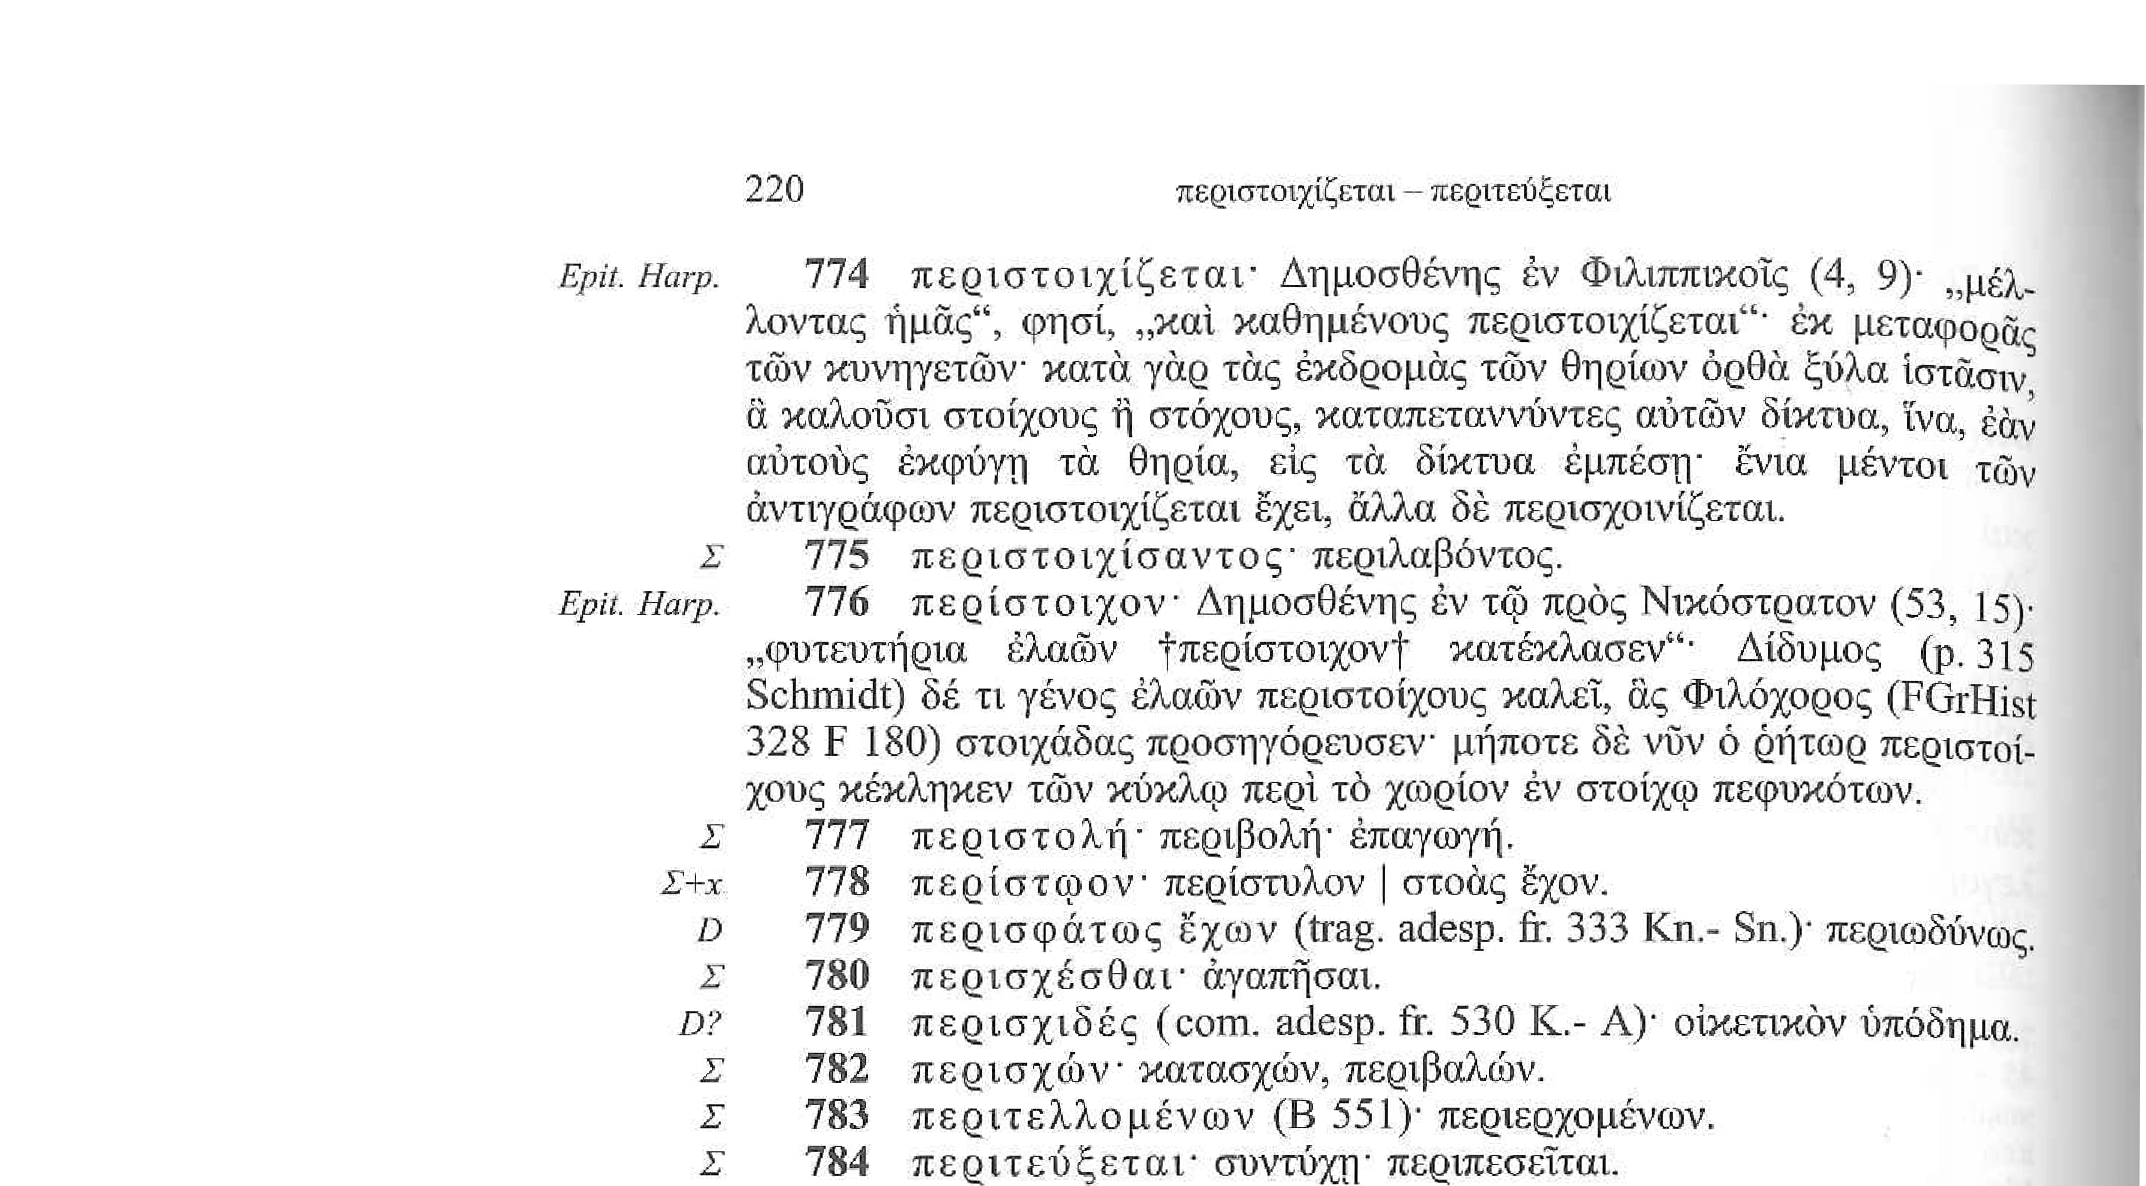 220 περιστοιχίζεται – περιτεύξεται
Epit. Harp. 774 περιστοιχίζεται· Δημοσθένης ἐν Φιλιππικοῖς (4, 9)· „μέλ-
λοντας ἡμᾶς“, φησί, „καὶ καθημένους περιστοιχίζεται“· ἐκ μεταφορᾶς
τῶν κυνηγετῶν· κατὰ γὰρ τὰς ἐκδρομὰς τῶν θηρίων ὀρθὰ ξύλα ἱστᾶσιν,
ἃ καλοῦσι στοίχους ἢ στόχους, καταπεταννύντες αὐτῶν δίκτυα, ἵνα, ἐὰν
αὐτοὺς ἐκφύγῃ τὰ θηρία, εἰς τὰ δίκτυα ἐμπέσῃ· ἔνια μέντοι τῶν
ἀντιγράφων περιστοιχίζεται ἔχει, ἄλλα δὲ περισχοινίζεται.
Σ 775 περιστοιχίσαντος· περιλαβόντος.
Epit. Harp. 776 περίστοιχον· Δημοσθένης ἐν τῷ πρὸς Νικόστρατον (53, 15)·
„φυτευτήρια ἐλαῶν †περίστοιχον† κατέκλασεν“· Δίδυμος (p. 315
Schmidt) δέ τι γένος ἐλαῶν περιστοίχους καλεῖ, ἃς Φιλόχορος (FGrHist
328 F 180) στοιχάδας προσηγόρευσεν· μήποτε δὲ νῦν ὁ ῥήτωρ περιστοί-
χους κέκληκεν τῶν κύκλῳ περὶ τὸ χωρίον ἐν στοίχῳ πεφυκότων.
Σ 777 περιστολή· περιβολή· ἐπαγωγή.
Σ+x 778 περίστῳον· περίστυλον | στοὰς ἔχον.
D 779 περισφάτως ἔχων (trag. adesp. fr. 333 Kn.- Sn.)· περιωδύνως.
Σ 780 περισχέσθαι· ἀγαπῆσαι.
D? 781 περισχιδές (com. adesp. fr. 530 K.- A)· οἰκετικὸν ὑπόδημα.
Σ 782 περισχών· κατασχών, περιβαλών.
Σ 783 περιτελλομένων (Β 551)· περιερχομένων.
Σ 784 περιτεύξεται· συντύχῃ· περιπεσεῖται.